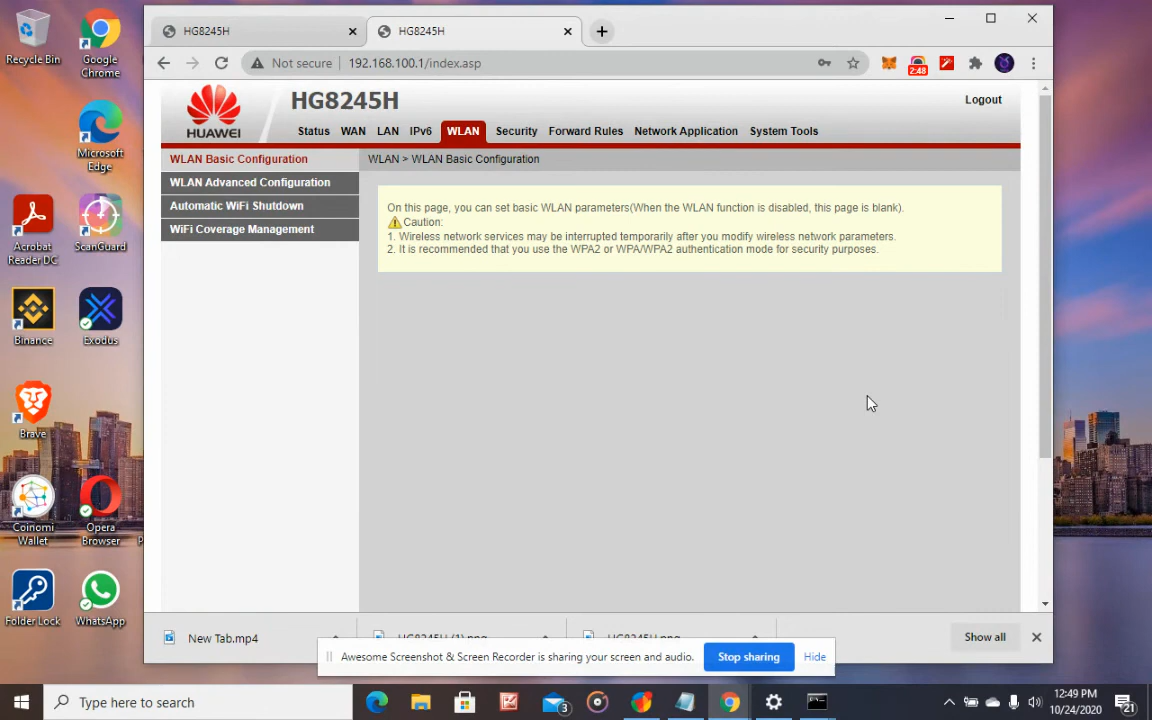 Recycle Bin
Google Chrome
Microsoft Edge
Acrobat Reader DC
ScanGuard
Binance
Exodus
Brave
Coinomi Wallet
Opera Browser
Folder Lock
WhatsApp
HG8245H
HG8245H
Not secure
192.168.100.1/index.asp
2:48
HUAWEI
HG8245H
Logout
Status WAN LAN IPv6 WLAN Security Forward Rules Network Application System Tools
WLAN Basic Configuration
WLAN Advanced Configuration
Automatic WiFi Shutdown
WiFi Coverage Management
WLAN > WLAN Basic Configuration
On this page, you can set basic WLAN parameters(When the WLAN function is disabled, this page is blank).
Caution:
1. Wireless network services may be interrupted temporarily after you modify wireless network parameters.
2. It is recommended that you use the WPA2 or WPA/WPA2 authentication mode for security purposes.
New Tab.mp4
HG8245H (1).png
HG8245H.png
Show all
Awesome Screenshot & Screen Recorder is sharing your screen and audio.
Stop sharing
Hide
Type here to search
3
12:49 PM
10/24/2020
21